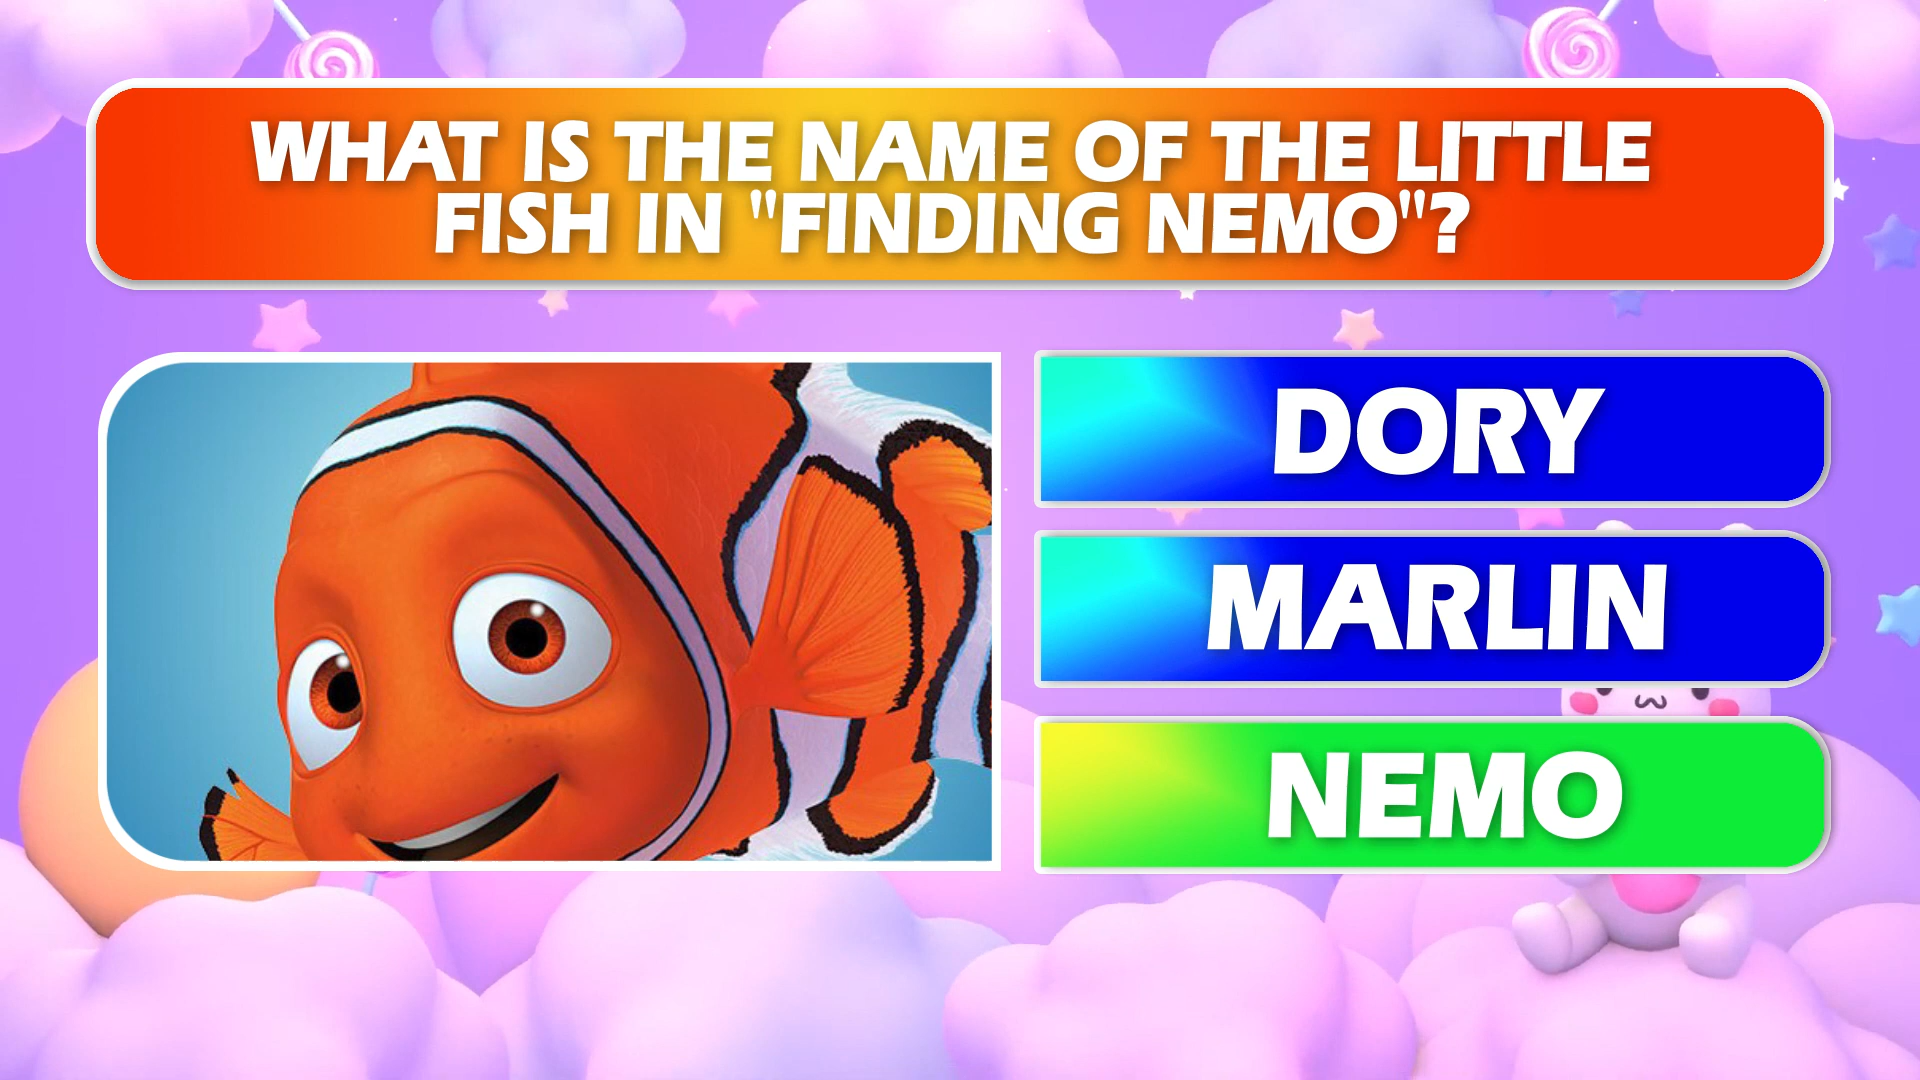 WHAT IS THE NAME OF THE LITTLE
FISH IN "FINDING NEMO"?
DORY
MARLIN
NEMO